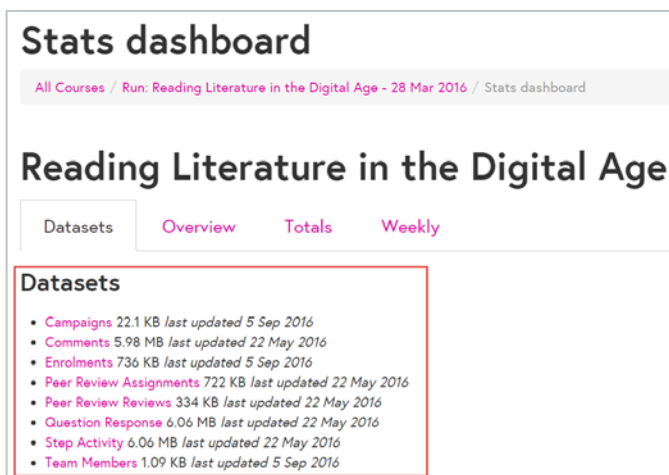 Stats dashboard
All Courses / Run: Reading Literature in the Digital Age - 28 Mar 2016 / Stats dashboard
Reading Literature in the Digital Age
Datasets Overview Totals Weekly
Datasets
• Campaigns 22.1 KB last updated 5 Sep 2016
• Comments 5.98 MB last updated 22 May 2016
• Enrolments 736 KB last updated 5 Sep 2016
• Peer Review Assignments 722 KB last updated 22 May 2016
• Peer Review Reviews 334 KB last updated 22 May 2016
• Question Response 6.06 MB last updated 22 May 2016
• Step Activity 6.06 MB last updated 22 May 2016
• Team Members 1.09 KB last updated 5 Sep 2016